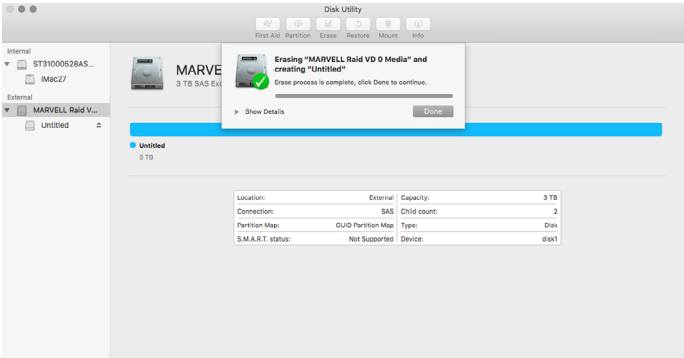 Disk Utility
First Aid Partition Erase Restore Mount Info
Internal
ST31000528AS...
iMac27
External
MARVELL Raid V...
Untitled
MARVE
3 TB SAS Ext
Erasing "MARVELL Raid VD 0 Media" and
creating "Untitled"
Erase process is complete, click Done to continue.
Show Details
Done
Untitled
3 TB
Location: External Capacity: 3 TB
Connection: SAS Child count: 2
Partition Map: GUID Partition Map Type: Disk
S.M.A.R.T. status: Not Supported Device: disk1